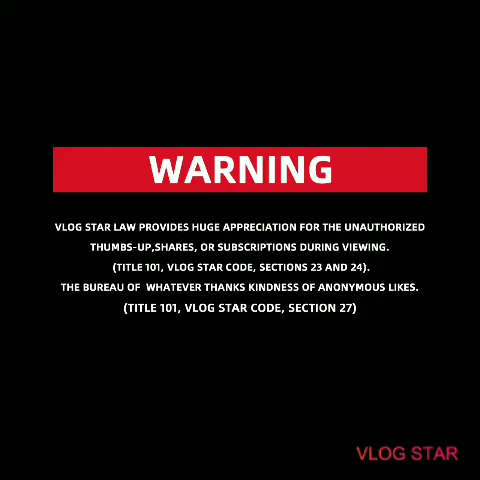 WARNING
VLOG STAR LAW PROVIDES HUGE APPRECIATION FOR THE UNAUTHORIZED
THUMBS-UP,SHARES, OR SUBSCRIPTIONS DURING VIEWING.
(TITLE 101, VLOG STAR CODE, SECTIONS 23 AND 24).
THE BUREAU OF WHATEVER THANKS KINDNESS OF ANONYMOUS LIKES.
(TITLE 101, VLOG STAR CODE, SECTION 27)
VLOG STAR